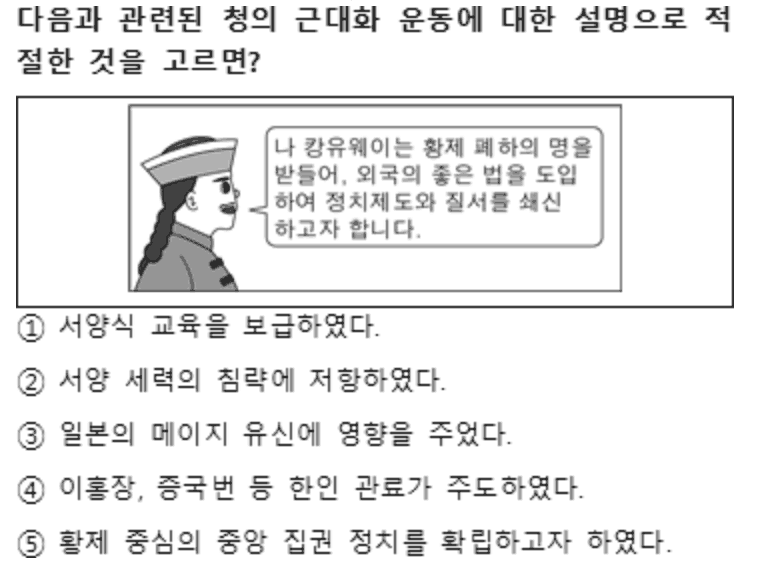 다음과 관련된 청의 근대화 운동에 대한 설명으로 적
절한 것을 고르면?
나 캉유웨이는 황제 폐하의 명을
받들어, 외국의 좋은 법을 도입
하여 정치제도와 질서를 쇄신
하고자 합니다.
① 서양식 교육을 보급하였다.
② 서양 세력의 침략에 저항하였다.
③ 일본의 메이지 유신에 영향을 주었다.
④ 이홍장, 증국번 등 한인 관료가 주도하였다.
⑤ 황제 중심의 중앙 집권 정치를 확립하고자 하였다.